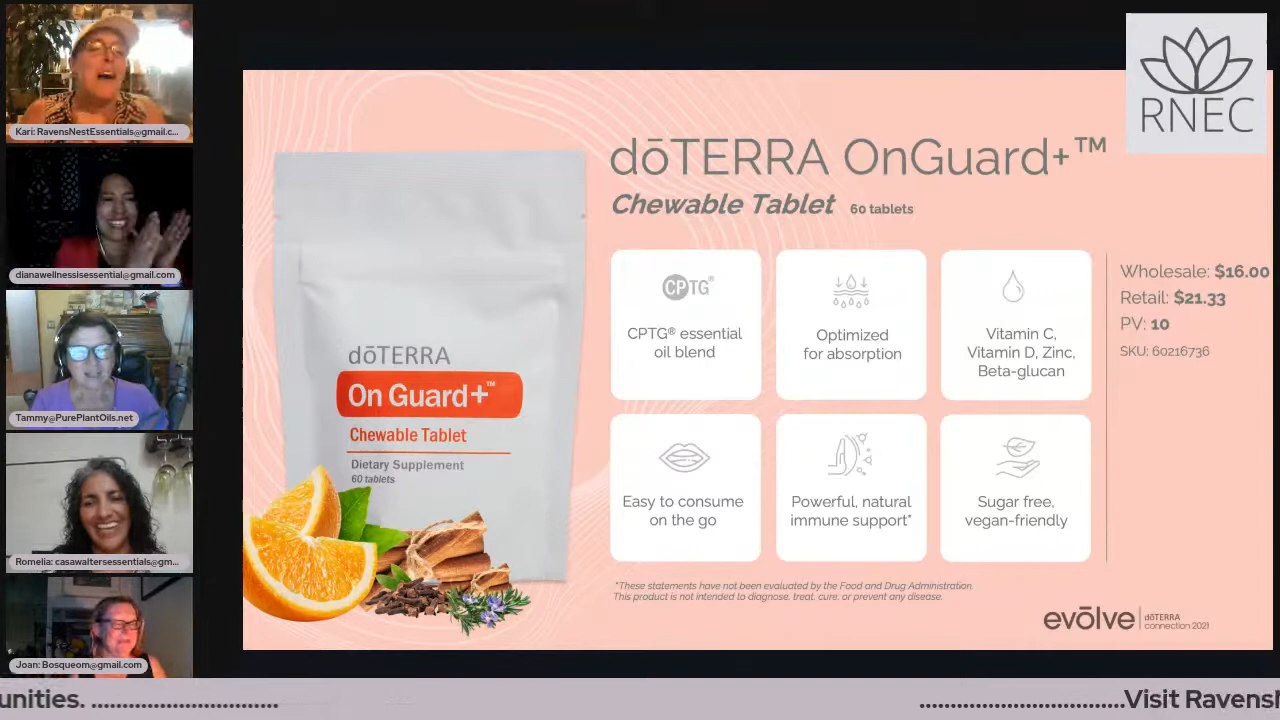 Kari: RavensNestEssentials@gmail.c...
dianawellnessisessential@gmail.com
Tammy@PurePlantOils.net
Romelia: casawaltersessentials@gm...
Joan: Bosqueom@gmail.com
RNEC
dōTERRA OnGuard+™
Chewable Tablet 60 tablets
dōTERRA
On Guard+™
Chewable Tablet
Dietary Supplement
60 tablets
CPTG®
CPTG® essential
oil blend
Optimized
for absorption
Vitamin C,
Vitamin D, Zinc,
Beta-glucan
Easy to consume
on the go
Powerful, natural
immune support*
Sugar free,
vegan-friendly
Wholesale: $16.00
Retail: $21.33
PV: 10
SKU: 60216736
*These statements have not been evaluated by the Food and Drug Administration.
This product is not intended to diagnose, treat, cure, or prevent any disease.
evōlve
dōTERRA
connection 2021
unities. .............................
................................Visit Ravens